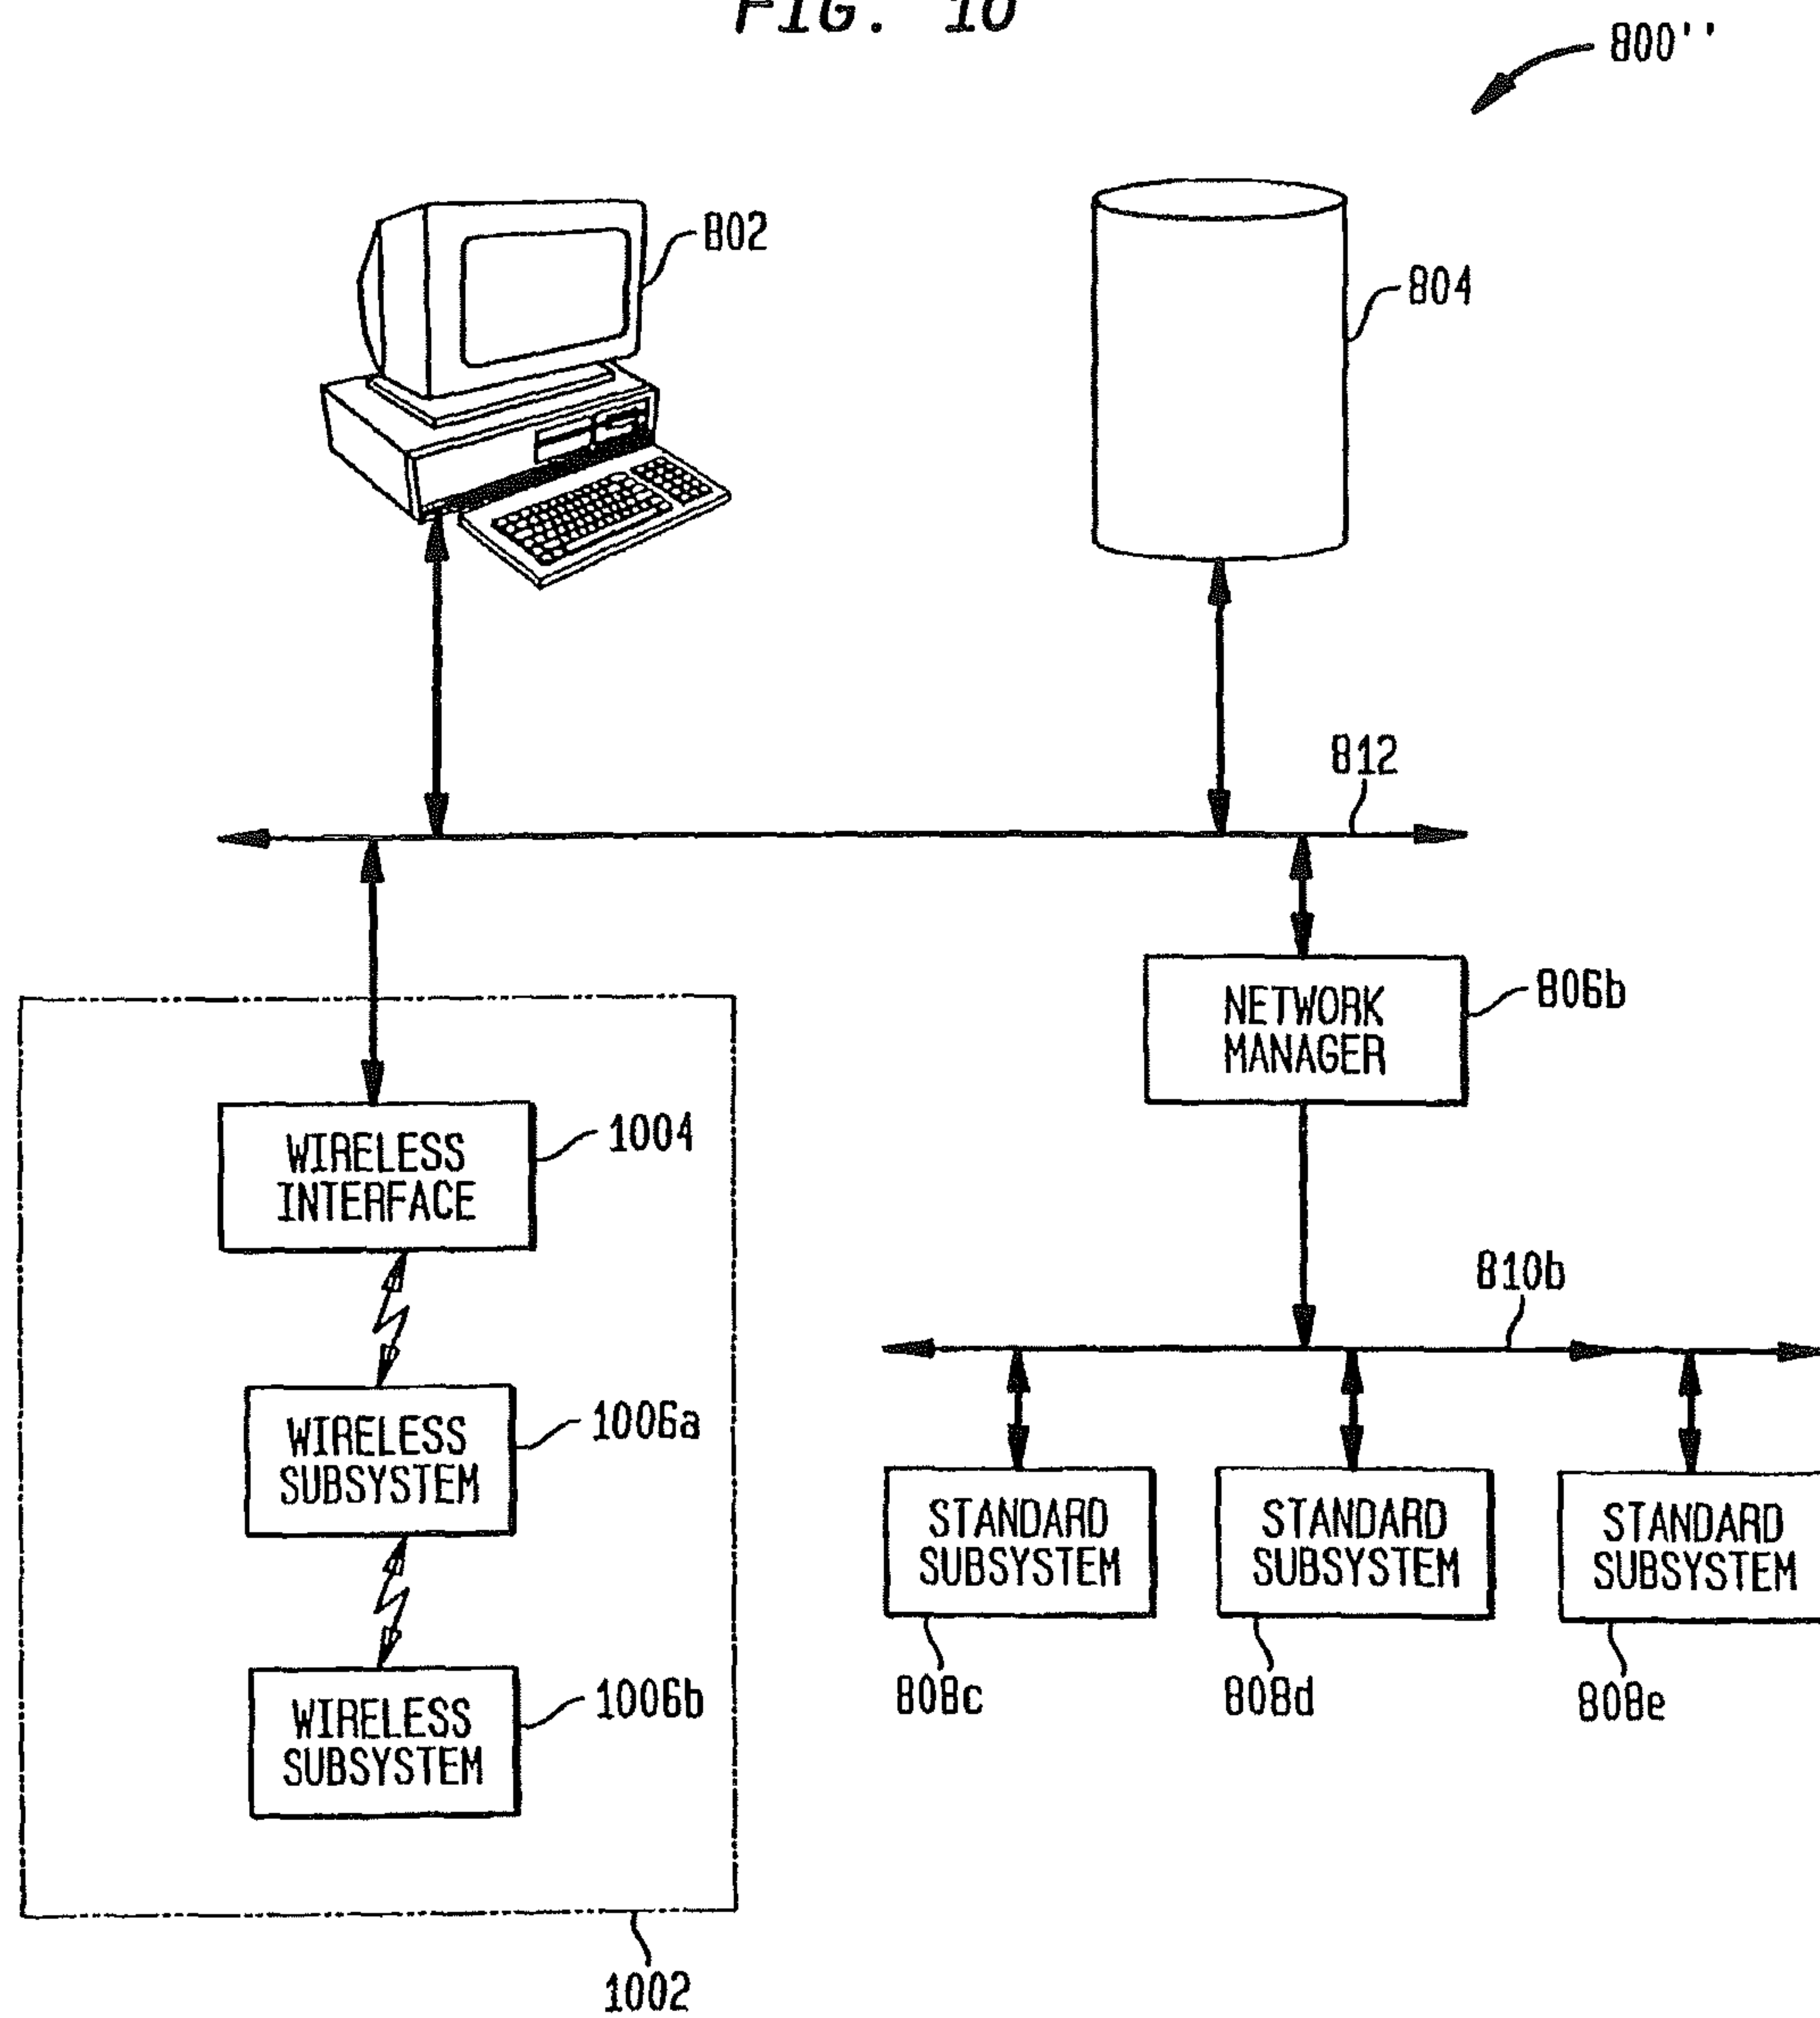 FIG. 10
800''
802
804
812
NETWORK
MANAGER
806b
WIRELESS
INTERFACE
1004
810b
WIRELESS
SUBSYSTEM
1006a
STANDARD
SUBSYSTEM
808c
STANDARD
SUBSYSTEM
808d
STANDARD
SUBSYSTEM
808e
WIRELESS
SUBSYSTEM
1006b
1002